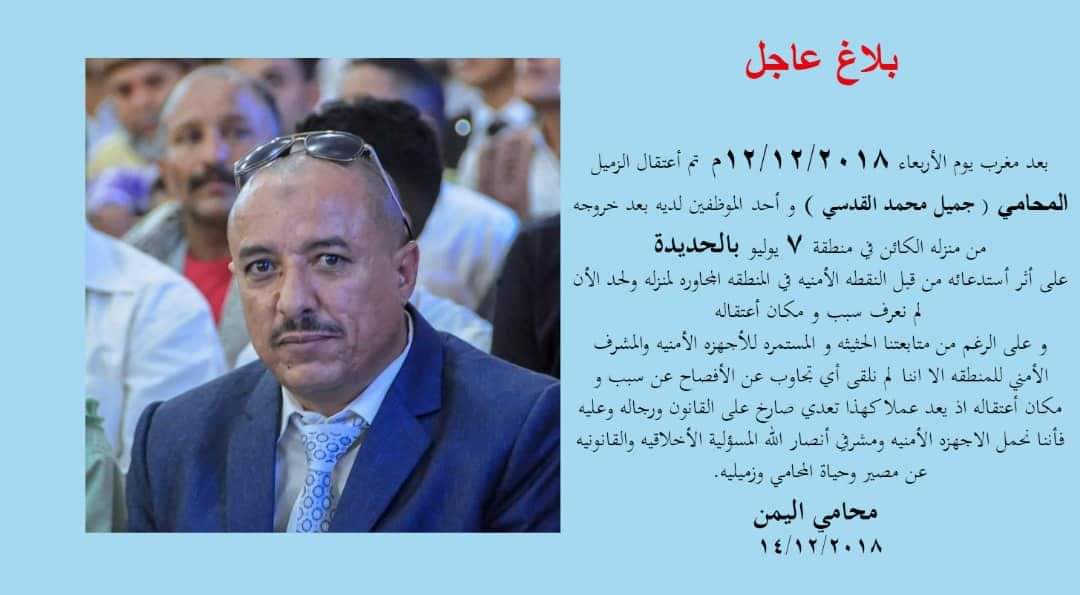 بلاغ عاجل
بعد مغرب يوم الأربعاء ١٢/١٢/٢٠١٨م تم أعتقال الزميل
المحامي ( جميل محمد القدسي ) و أحد الموظفين لديه بعد خروجه
من منزله الكائن في منطقة ٧ يوليو بالحديدة
على أثر أستدعائه من قبل النقطه الأمنيه في المنطقه المجاوره لمنزله ولحد الأن
لم نعرف سبب و مكان أعتقاله
و على الرغم من متابعتنا الحثيثه و المستمره للأجهزه الأمنيه والمشرف
الأمني للمنطقه الا اننا لم نلقى أي تجاوب عن الأفصاح عن سبب و
مكان أعتقاله اذ يعد عملا كهذا تعدي صارخ على القانون ورجاله وعليه
فأننا نحمل الاجهزه الأمنيه ومشرفي أنصار الله المسؤلية الأخلاقيه والقانونيه
عن مصير وحياة المحامي وزميليه.
محامي اليمن
١٤/١٢/٢٠١٨